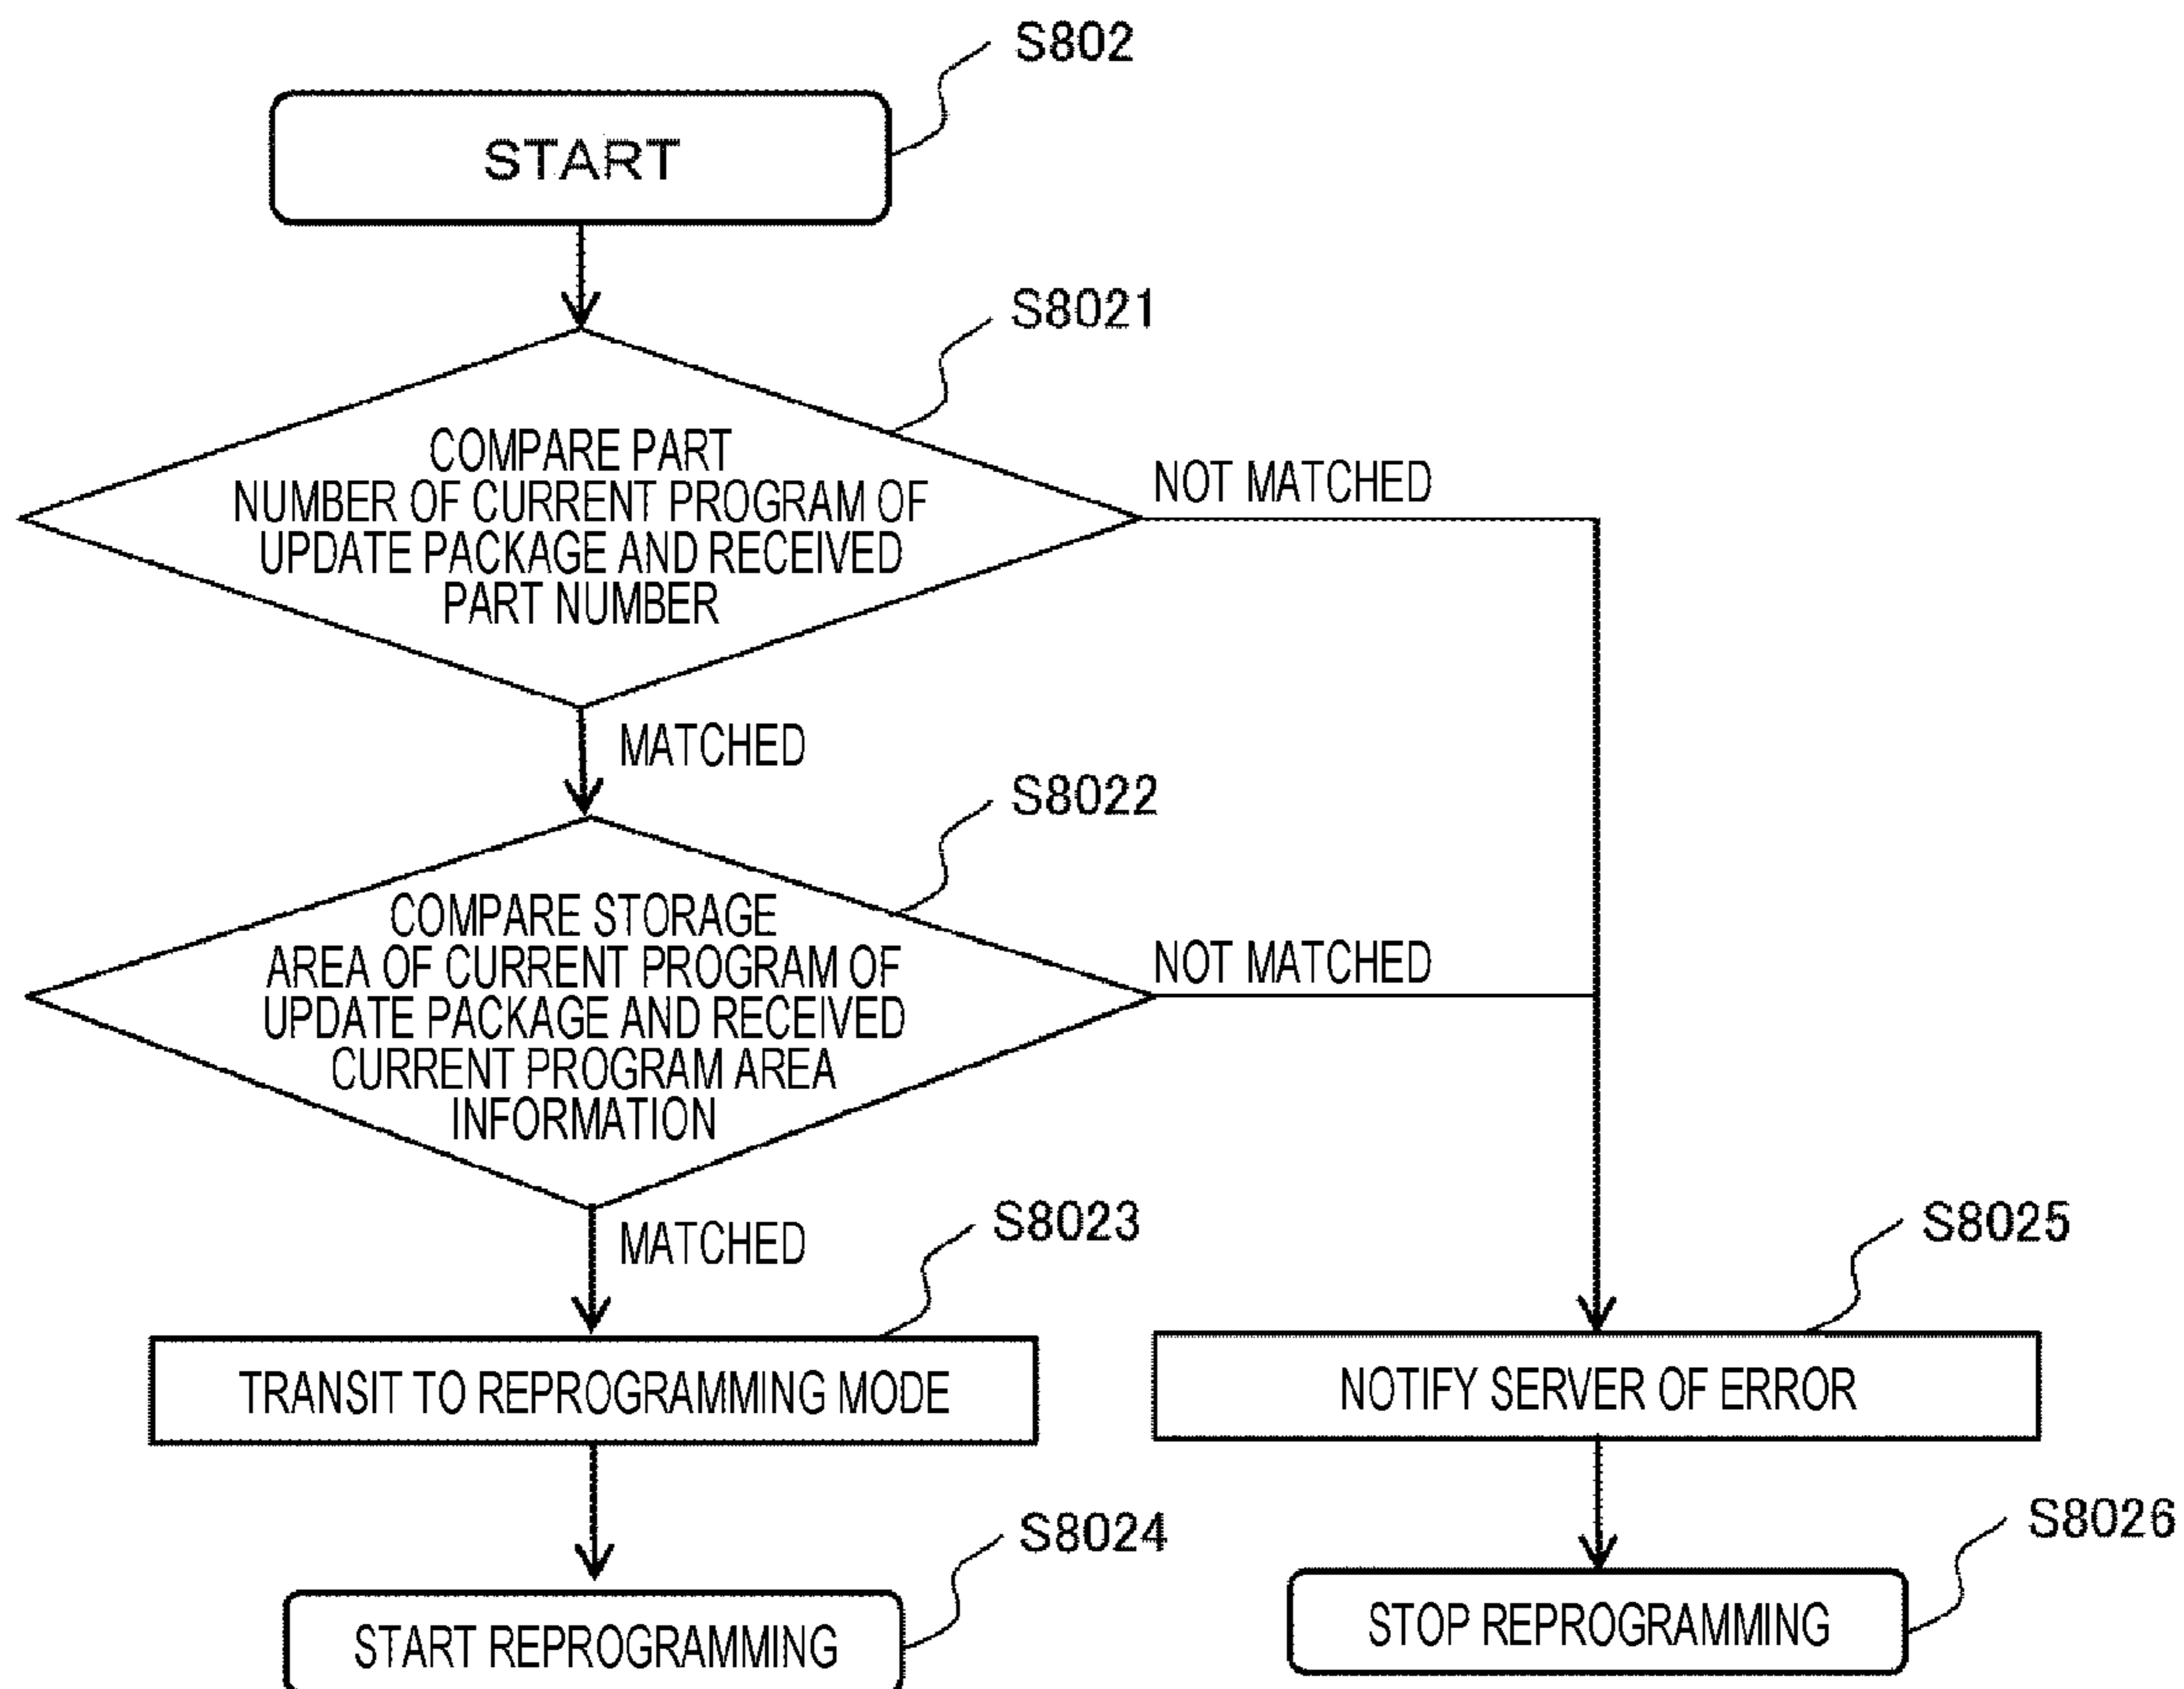 S802
START
S8021
COMPARE PART
NUMBER OF CURRENT PROGRAM OF
UPDATE PACKAGE AND RECEIVED
PART NUMBER
NOT MATCHED
MATCHED
S8022
COMPARE STORAGE
AREA OF CURRENT PROGRAM OF
UPDATE PACKAGE AND RECEIVED
CURRENT PROGRAM AREA
INFORMATION
NOT MATCHED
MATCHED
S8023
TRANSIT TO REPROGRAMMING MODE
S8025
NOTIFY SERVER OF ERROR
S8024
START REPROGRAMMING
S8026
STOP REPROGRAMMING